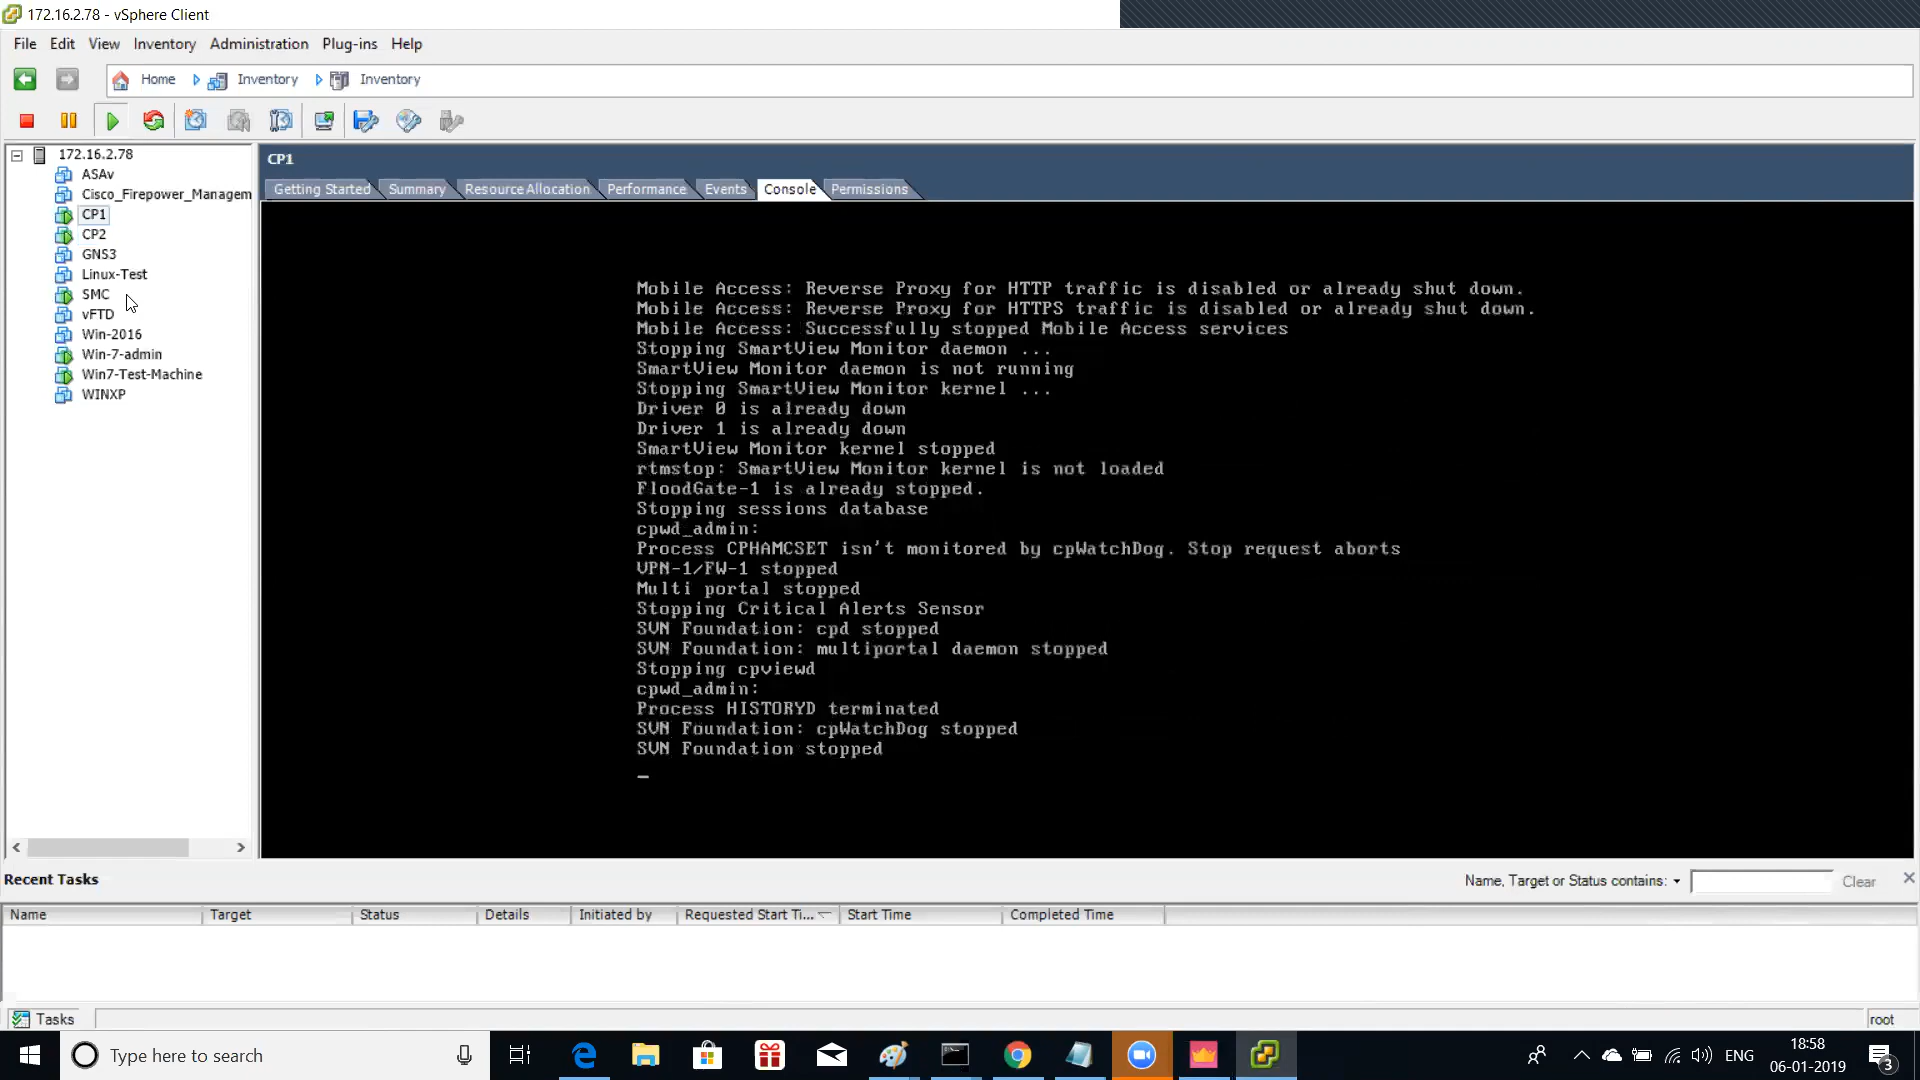 172.16.2.78 - vSphere Client
File Edit View Inventory Administration Plug-ins Help
Home Inventory Inventory
172.16.2.78
ASAv
Cisco_Firepower_Managem
CP1
CP2
GNS3
Linux-Test
SMC
vFTD
Win-2016
Win-7-admin
Win7-Test-Machine
WINXP
CP1
Getting Started Summary Resource Allocation Performance Events Console Permissions
Mobile Access: Reverse Proxy for HTTP traffic is disabled or already shut down.
Mobile Access: Reverse Proxy for HTTPS traffic is disabled or already shut down.
Mobile Access: Successfully stopped Mobile Access services
Stopping SmartView Monitor daemon ...
SmartView Monitor daemon is not running
Stopping SmartView Monitor kernel ...
Driver 0 is already down
Driver 1 is already down
SmartView Monitor kernel stopped
rtmstop: SmartView Monitor kernel is not loaded
FloodGate-1 is already stopped.
Stopping sessions database
cpwd_admin:
Process CPHAMCSET isn't monitored by cpWatchDog. Stop request aborts
VPN-1/FW-1 stopped
Multi portal stopped
Stopping Critical Alerts Sensor
SVN Foundation: cpd stopped
SVN Foundation: multiportal daemon stopped
Stopping cpviewd
cpwd_admin:
Process HISTORYD terminated
SVN Foundation: cpWatchDog stopped
SVN Foundation stopped
_
Recent Tasks
Name, Target or Status contains: Clear
Name Target Status Details Initiated by Requested Start Ti... Start Time Completed Time
Tasks
root
Type here to search
ENG
18:58
06-01-2019
3